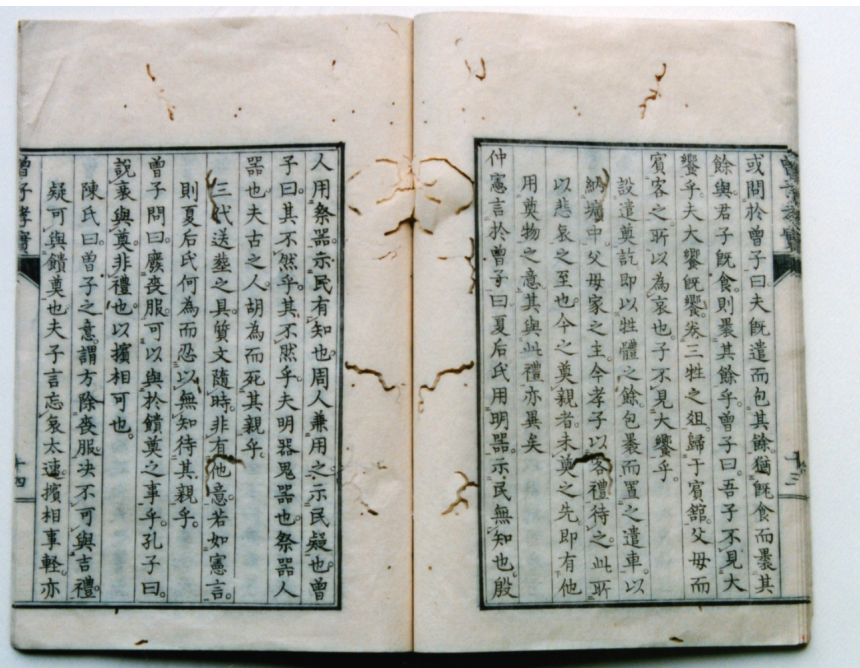 或問於曾子曰夫旣遣而包其餘猶旣食而褁其
餘與君子旣食則褁其餘乎曾子曰吾子不見大
饗乎夫大饗旣饗卷三牲之俎歸于賓舘父母而
賓客之所以為哀也子不見大饗乎
設遣奠訖即以牲體之餘包褁而置之遣車以
納壙中父母家之主今孝子以客禮待之此所
以悲哀之至也今之奠親者未奠之先即有他
用奠物之意其與此禮亦異矣
仲憲言於曾子曰夏后氏用明器示民無知也殷
曾子孝實
十三
人用祭器示民有知也周人兼用之示民疑也曾
子曰其不然乎其不然乎夫明器鬼器也祭器人
器也夫古之人胡為而死其親乎
三代送塟之具質文隨時非有他意若如憲言
則夏后氏何為而忍以無知待其親乎
曾子問曰廢喪服可以與於饋奠之事乎孔子曰
說衰與奠非禮也以擯相可也
陳氏曰曾子之意謂方除喪服决不可與吉禮
疑可與饋奠也夫子言忘哀太速擯相事輕亦
曾子孝實
十四